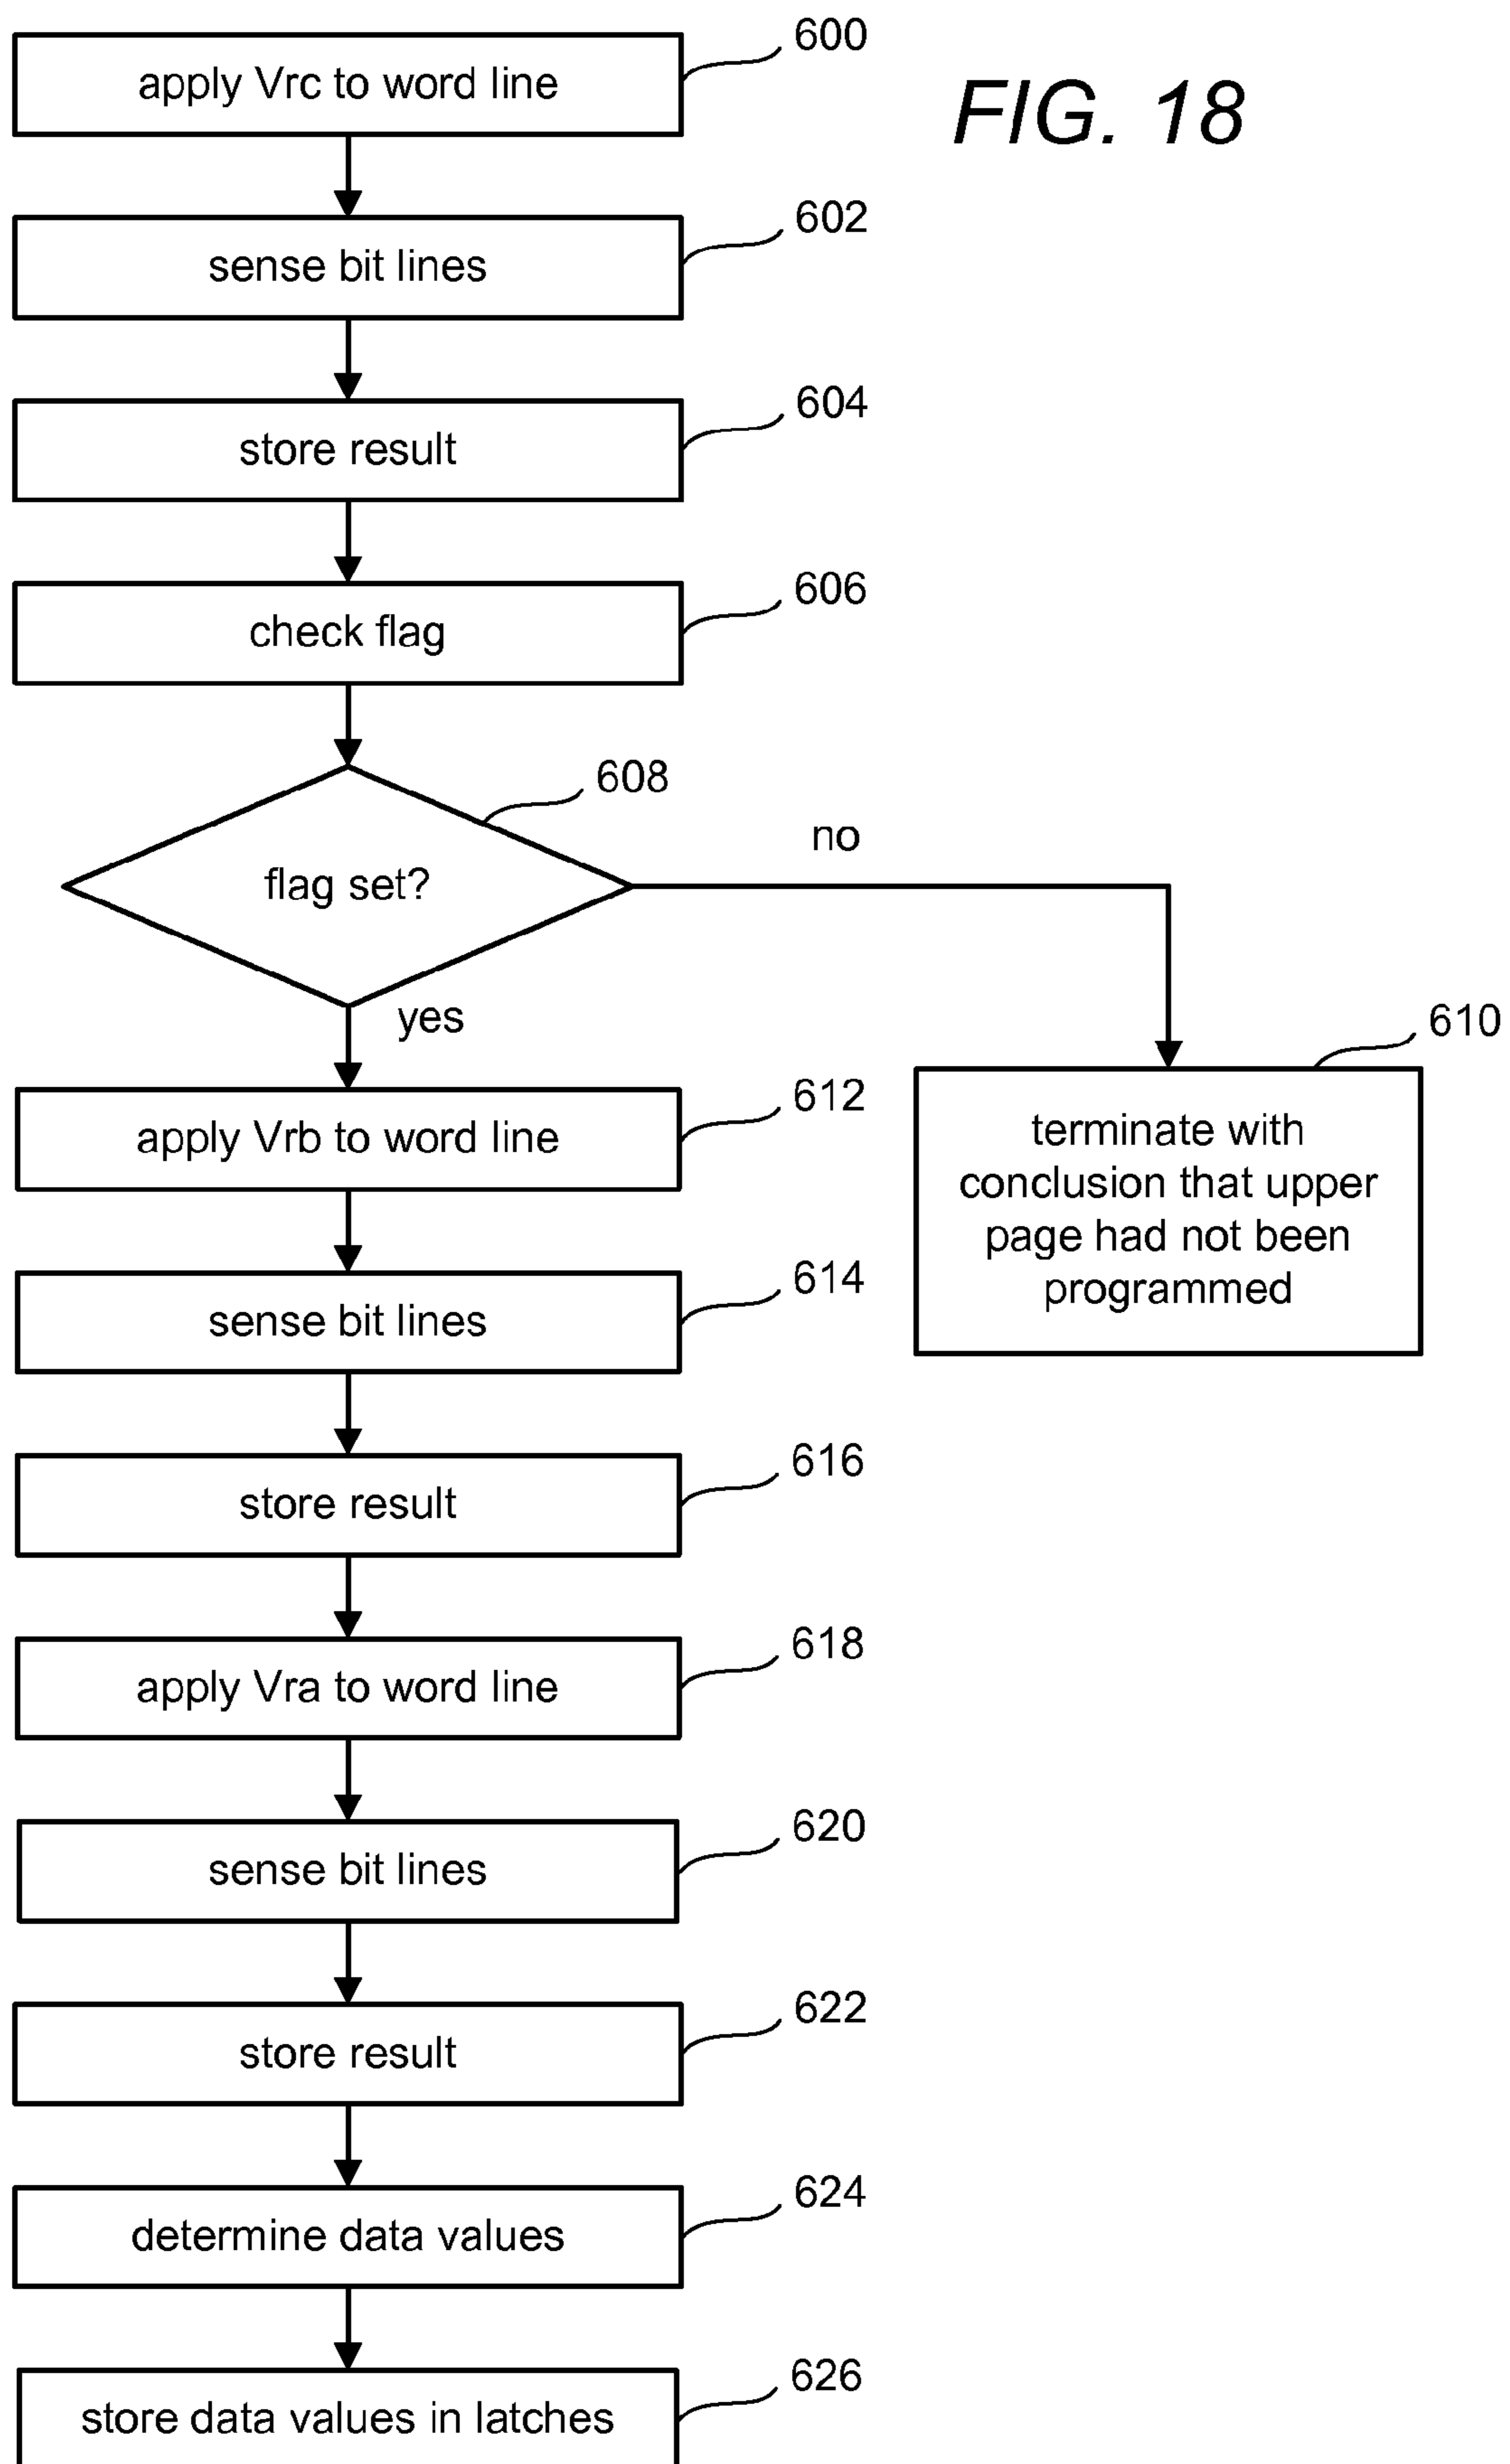 600
apply Vrc to word line
FIG. 18
602
sense bit lines
604
store result
606
check flag
608
flag set?
no
yes
610
terminate with
conclusion that upper
page had not been
programmed
612
apply Vrb to word line
614
sense bit lines
616
store result
618
apply Vra to word line
620
sense bit lines
622
store result
624
determine data values
626
store data values in latches